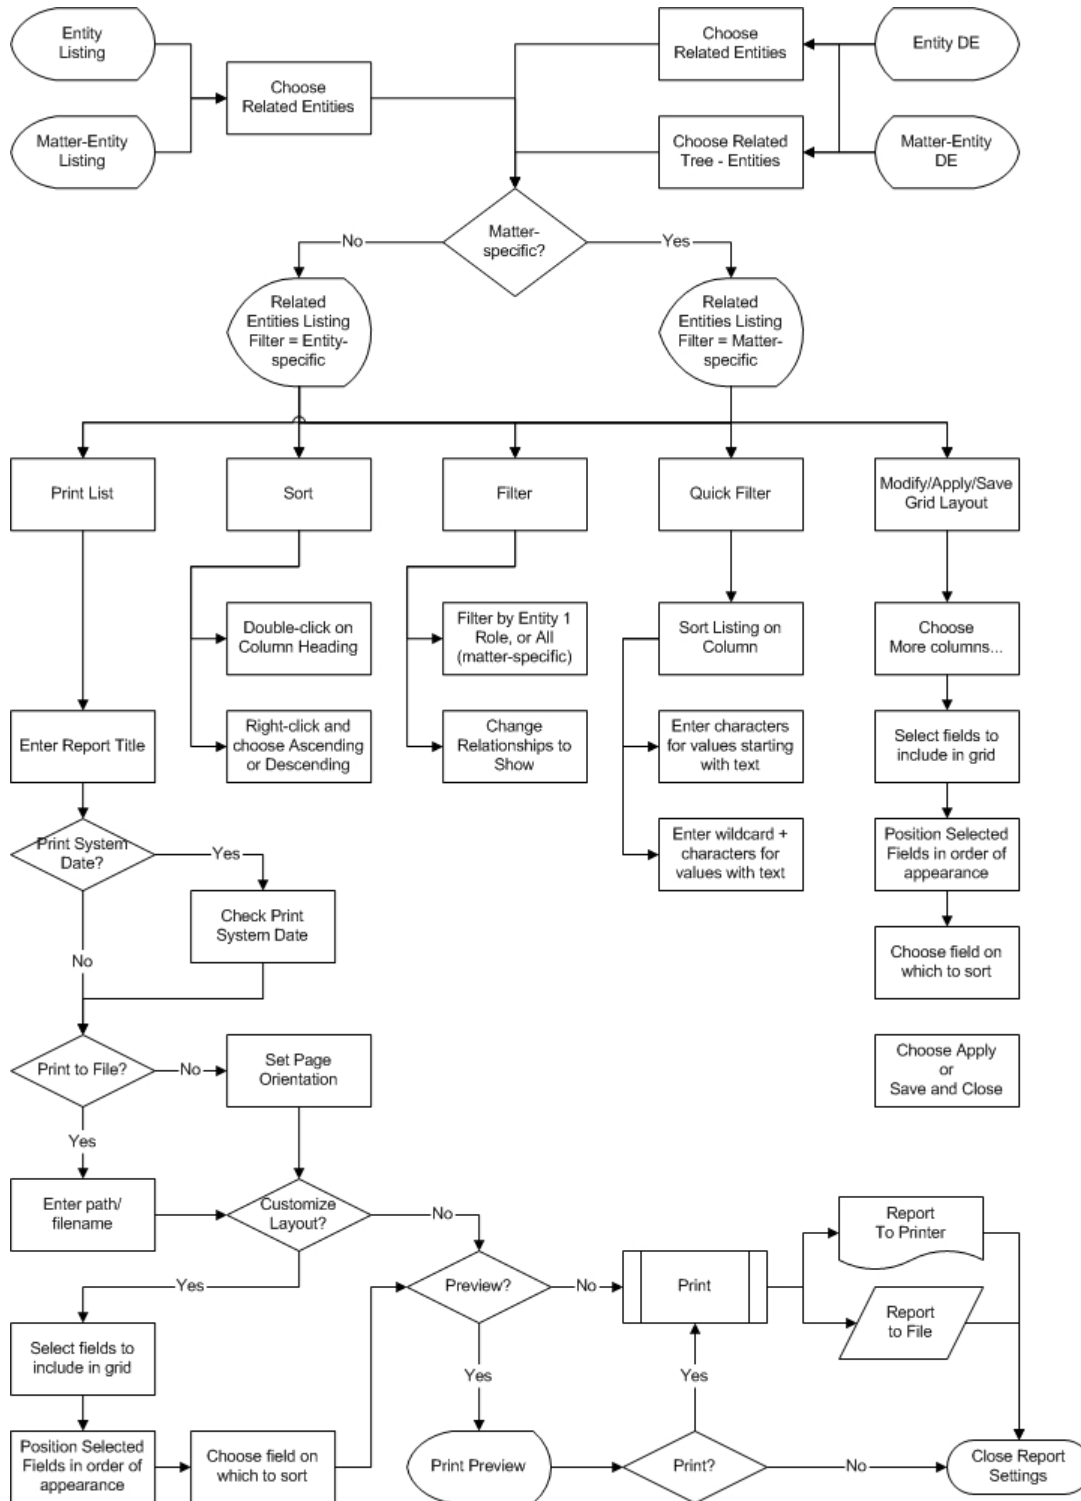 Entity
Listing
Choose
Related Entities
Entity DE
Choose
Related Entities
Matter-Entity
Listing
Choose Related
Tree - Entities
Matter-Entity
DE
Matter-
specific?
No
Yes
Related
Entities Listing
Filter = Entity-
specific
Related
Entities Listing
Filter = Matter-
specific
Print List
Sort
Filter
Quick Filter
Modify/Apply/Save
Grid Layout
Double-click on
Column Heading
Filter by Entity 1
Role, or All
(matter-specific)
Sort Listing on
Column
Choose
More columns...
Enter Report Title
Right-click and
choose Ascending
or Descending
Change
Relationships to
Show
Enter characters
for values starting
with text
Select fields to
include in grid
Print System
Date?
Yes
Enter wildcard +
characters for
values with text
Position Selected
Fields in order of
appearance
Check Print
System Date
No
Choose field on
which to sort
Print to File?
No
Set Page
Orientation
Choose Apply
or
Save and Close
Yes
Enter path/
filename
Customize
Layout?
No
Report
To Printer
Yes
Preview?
No
Print
Report
to File
Select fields to
include in grid
Yes
Yes
Position Selected
Fields in order of
appearance
Choose field on
which to sort
Print Preview
Print?
No
Close Report
Settings